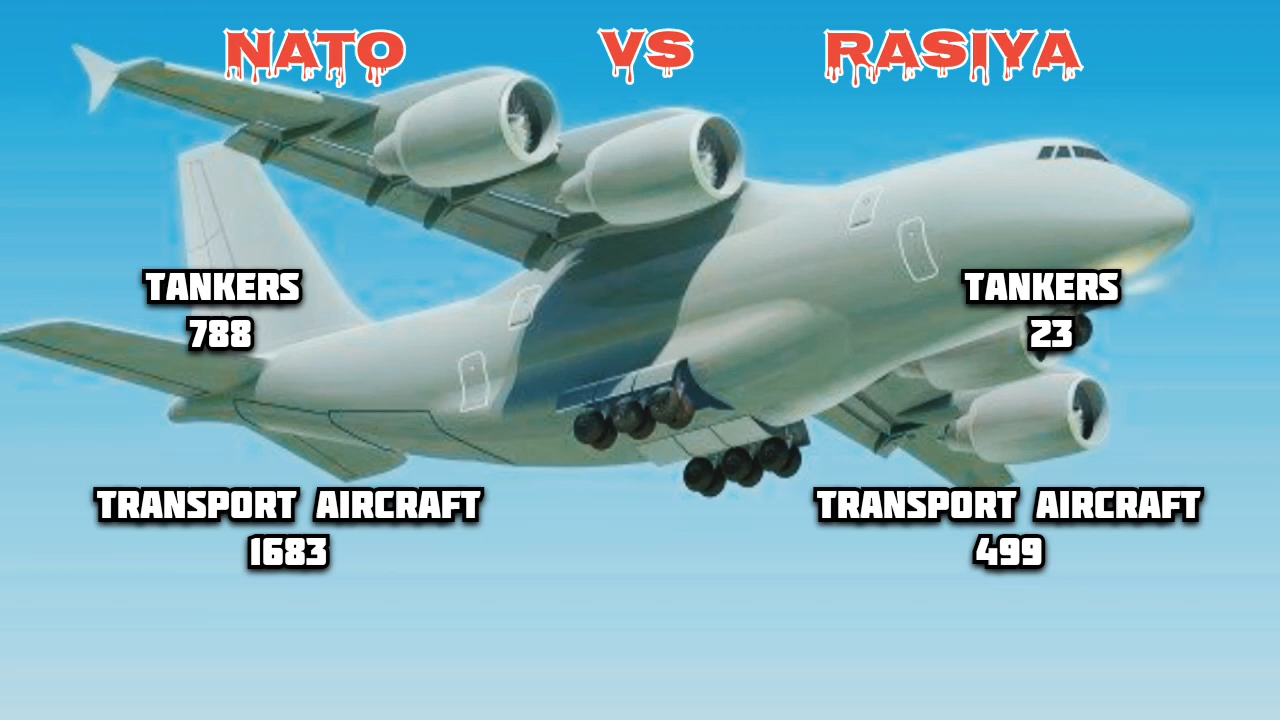 NATO VS RASIYA
TANKERS
788
TANKERS
23
TRANSPORT AIRCRAFT
1683
TRANSPORT AIRCRAFT
499